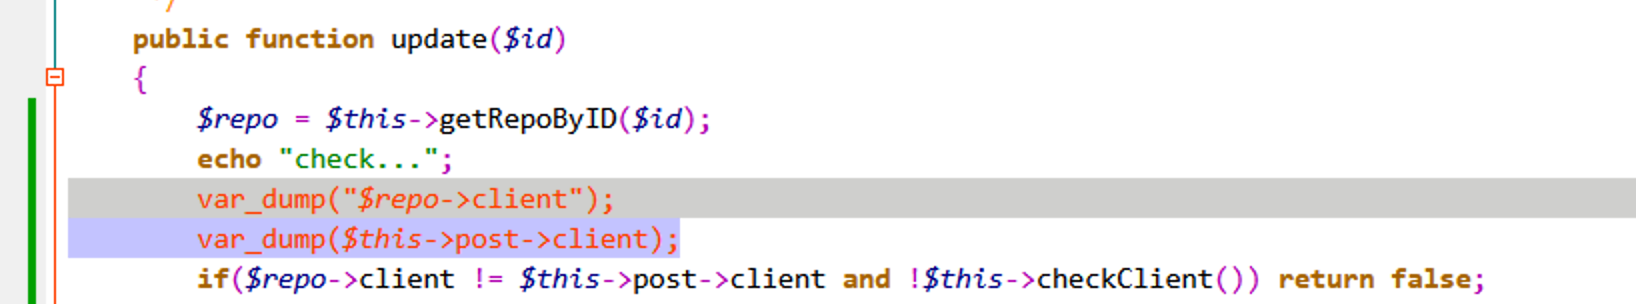 */
public function update($id)
{
$repo = $this->getRepoByID($id);
echo "check...";
var_dump("$repo->client");
var_dump($this->post->client);
if($repo->client != $this->post->client and !$this->checkClient()) return false;